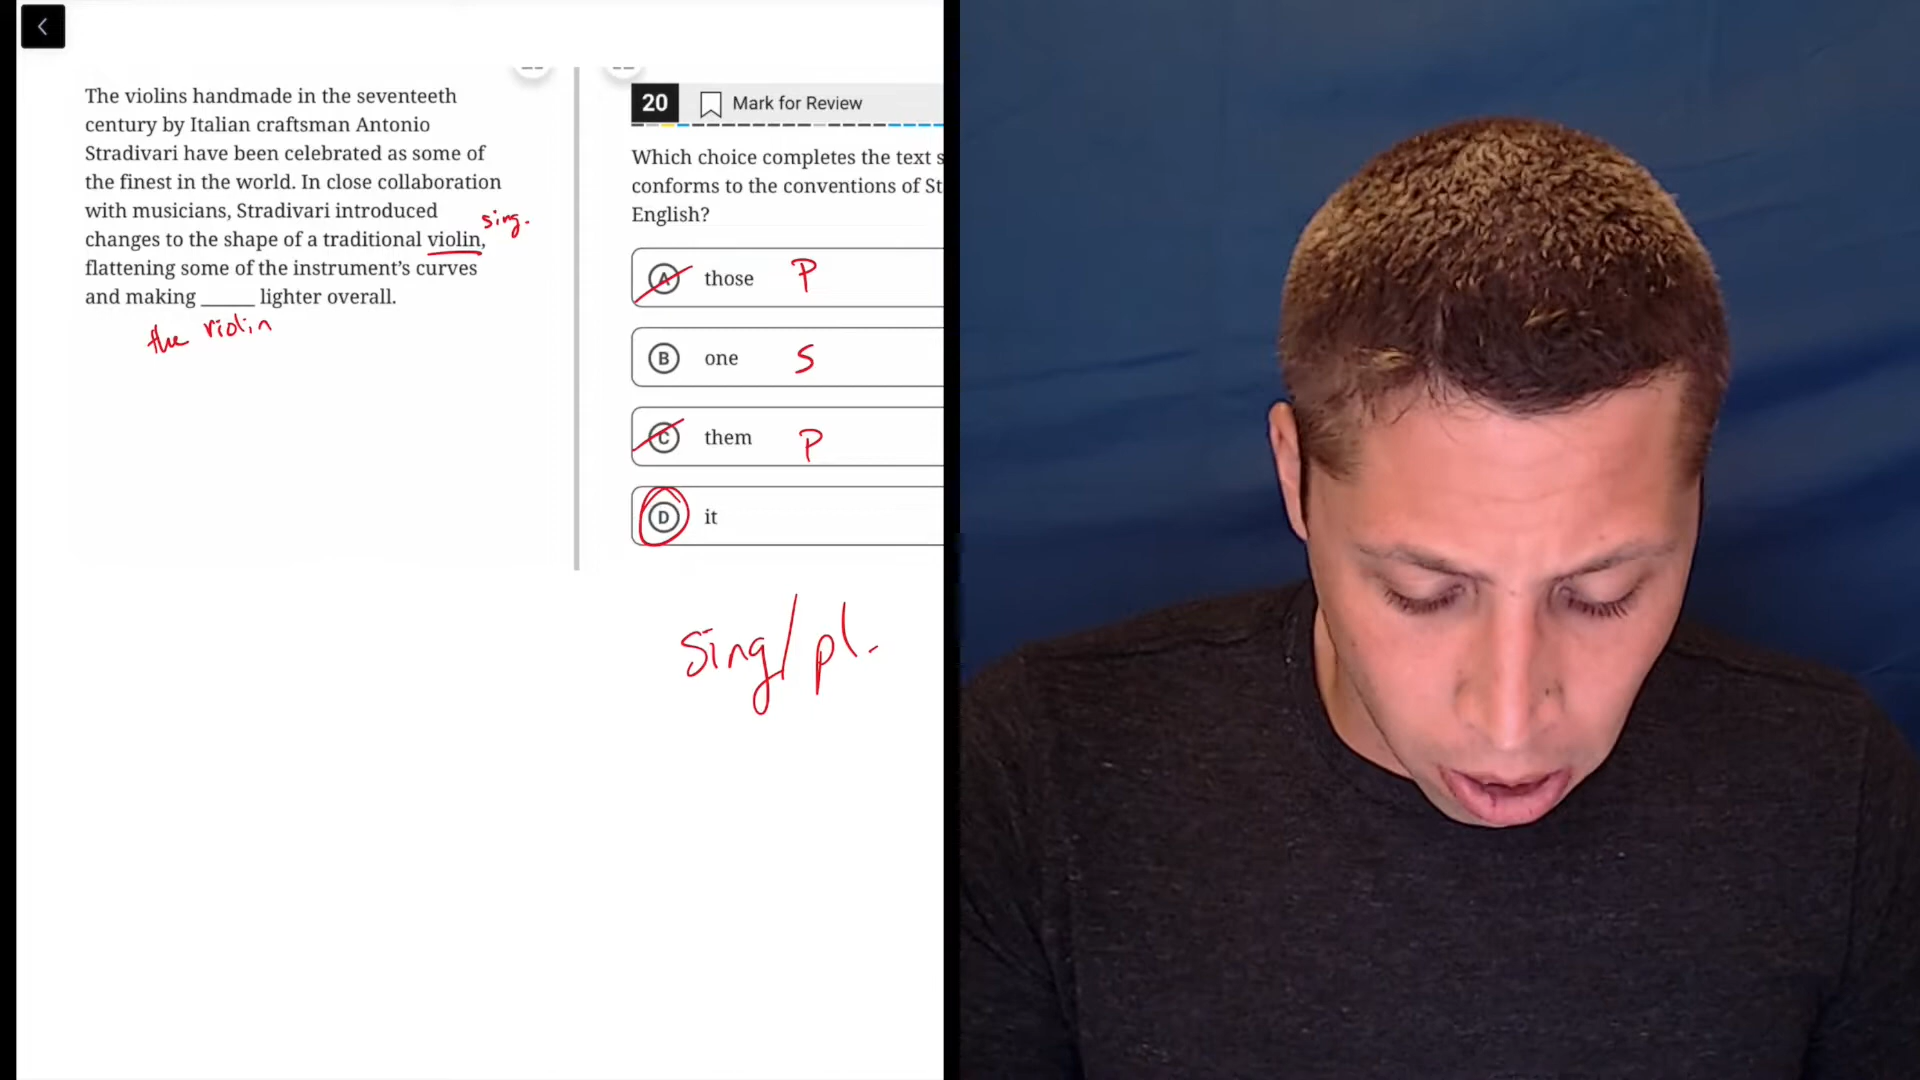 The violins handmade in the seventeeth
century by Italian craftsman Antonio
Stradivari have been celebrated as some of
the finest in the world. In close collaboration
with musicians, Stradivari introduced
sing.
changes to the shape of a traditional violin,
flattening some of the instrument's curves
and making _____ lighter overall.
the violin
20 Mark for Review
Which choice completes the text s
conforms to the conventions of St
English?
A those P
B one S
C them P
D it
sing/pl.